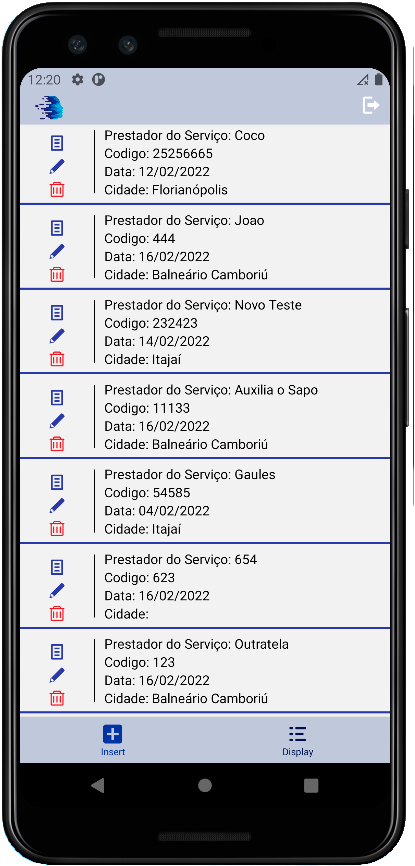 12:20
Prestador do Serviço: Coco
Codigo: 25256665
Data: 12/02/2022
Cidade: Florianópolis
Prestador do Serviço: Joao
Codigo: 444
Data: 16/02/2022
Cidade: Balneário Camboriú
Prestador do Serviço: Novo Teste
Codigo: 232423
Data: 14/02/2022
Cidade: Itajaí
Prestador do Serviço: Auxilia o Sapo
Codigo: 11133
Data: 16/02/2022
Cidade: Balneário Camboriú
Prestador do Serviço: Gaules
Codigo: 54585
Data: 04/02/2022
Cidade: Itajaí
Prestador do Serviço: 654
Codigo: 623
Data: 16/02/2022
Cidade:
Prestador do Serviço: Outratela
Codigo: 123
Data: 16/02/2022
Cidade: Balneário Camboriú
Insert
Display